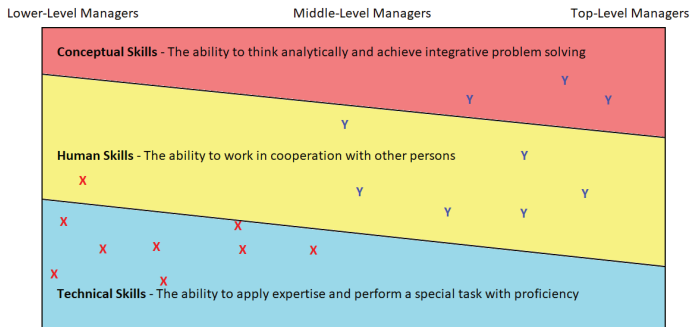 Lower-Level Managers Middle-Level Managers Top-Level Managers
Conceptual Skills - The ability to think analytically and achieve integrative problem solving
Y
Y Y
Y
Human Skills - The ability to work in cooperation with other persons Y
X
Y Y
Y Y
X
X
X X X X
X
X
Technical Skills - The ability to apply expertise and perform a special task with proficiency